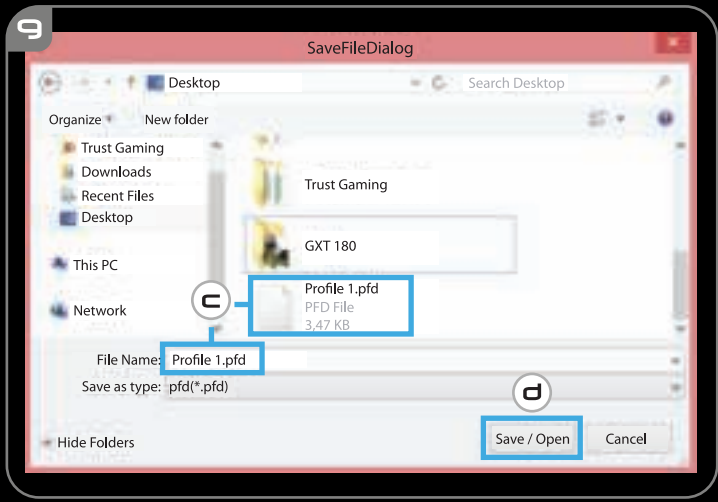 9
SaveFileDialog
Desktop
Search Desktop
Organize
New folder
Trust Gaming
Downloads
Recent Files
Desktop
This PC
Network
Trust Gaming
GXT 180
Profile 1.pfd
PFD File
3,47 KB
c
File Name: Profile 1.pfd
Save as type: pfd(*.pfd)
d
Hide Folders
Save / Open
Cancel